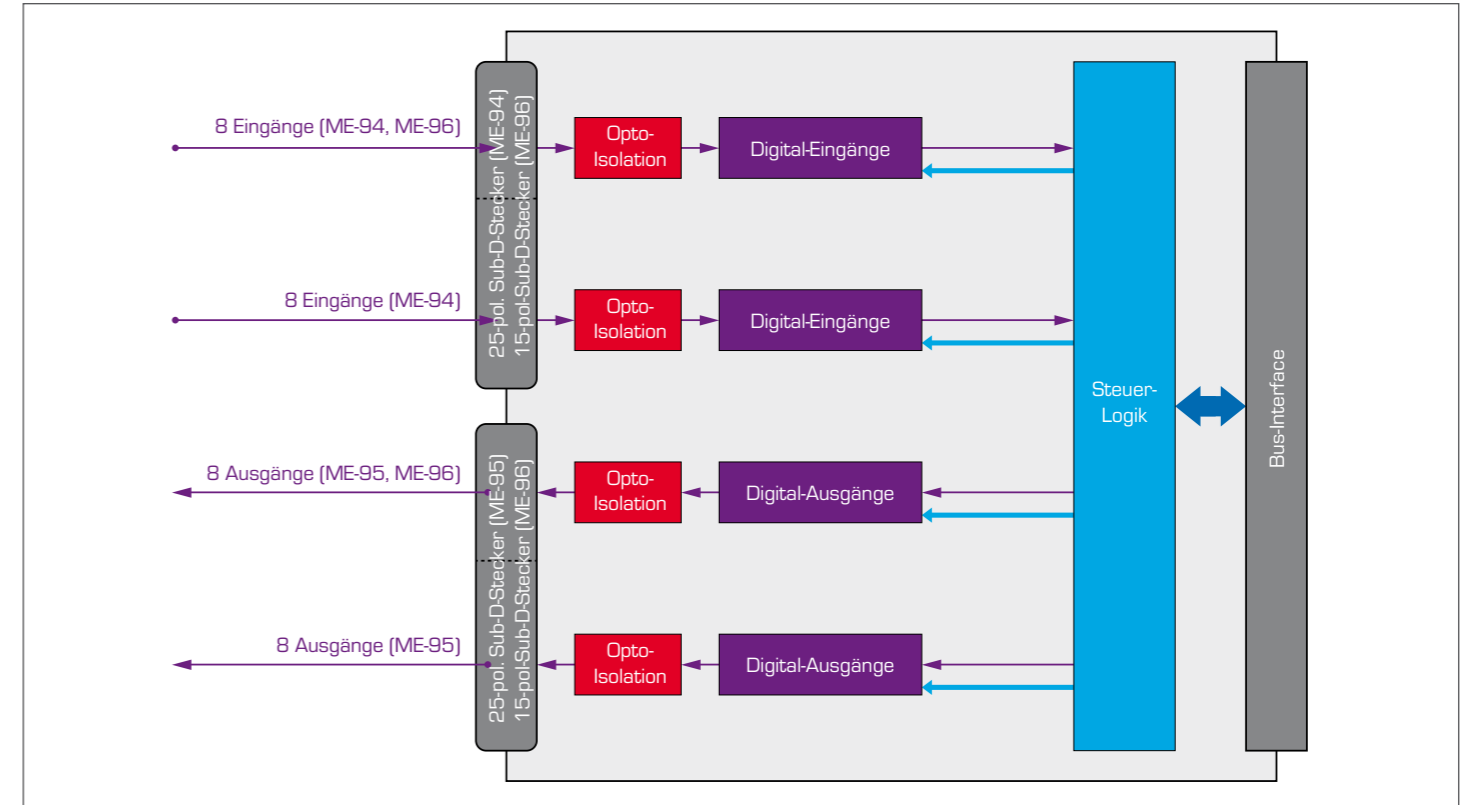 8 Eingänge (ME-94, ME-96)
25-pol. Sub-D-Stecker (ME-94)
15-pol-Sub-D-Stecker (ME-96)
Opto-
Isolation
Digital-Eingänge
8 Eingänge (ME-94)
Opto-
Isolation
Digital-Eingänge
Steuer-
Logik
Bus-Interface
8 Ausgänge (ME-95, ME-96)
25-pol. Sub-D-Stecker (ME-95)
15-pol-Sub-D-Stecker (ME-96)
Opto-
Isolation
Digital-Ausgänge
8 Ausgänge (ME-95)
Opto-
Isolation
Digital-Ausgänge